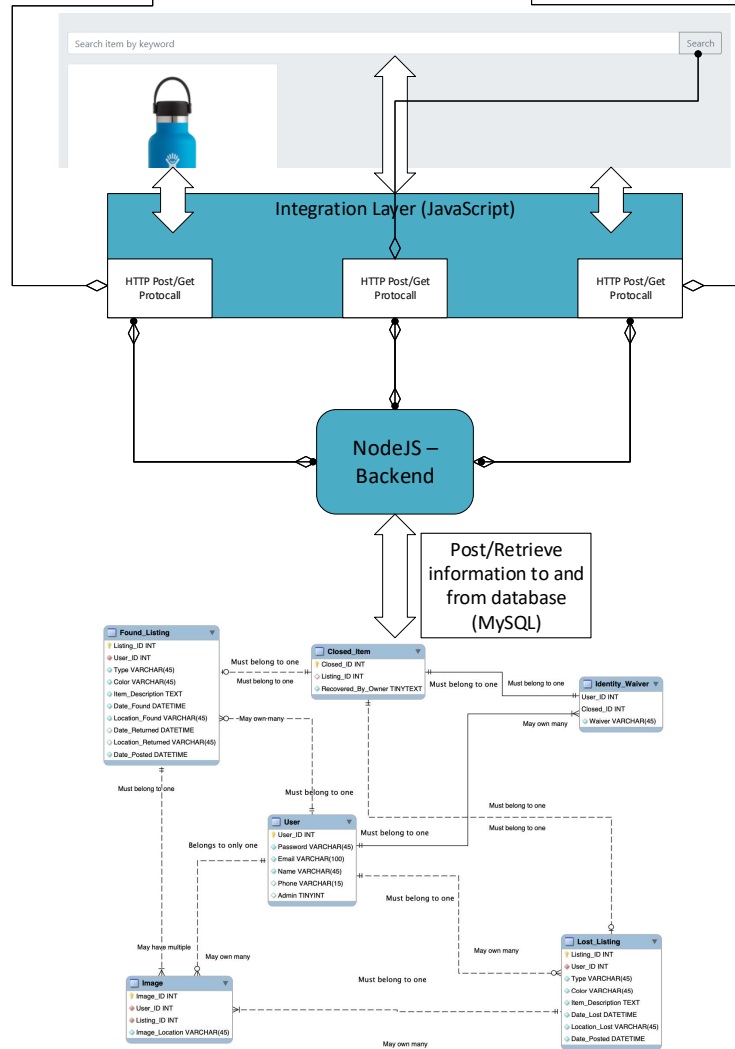 Search item by keyword
Search
Integration Layer (JavaScript)
HTTP Post/Get
Protocall
HTTP Post/Get
Protocall
HTTP Post/Get
Protocall
NodeJS –
Backend
Post/Retrieve
information to and
from database
(MySQL)
Found_Listing
Listing_ID INT
User_ID INT
Type VARCHAR(45)
Color VARCHAR(45)
Item_Description TEXT
Date_Found DATETIME
Location_Found VARCHAR(45)
Date_Returned DATETIME
Location_Returned VARCHAR(45)
Date_Posted DATETIME
Must belong to one
Must belong to one
Closed_Item
Closed_ID INT
Listing_ID INT
Recovered_By_Owner TINYTEXT
Must belong to one
Must belong to one
Identity_Waiver
User_ID INT
Closed_ID INT
Waiver VARCHAR(45)
May own many
May own many
Must belong to one
Must belong to one
Must belong to one
Must belong to one
User
User_ID INT
Password VARCHAR(45)
Email VARCHAR(100)
Name VARCHAR(45)
Phone VARCHAR(15)
Admin TINYINT
Must belong to one
Belongs to only one
Must belong to one
May have multiple
May own many
May own many
Lost_Listing
Listing_ID INT
User_ID INT
Type VARCHAR(45)
Color VARCHAR(45)
Item_Description TEXT
Date_Lost DATETIME
Location_Lost VARCHAR(45)
Date_Posted DATETIME
Image
Image_ID INT
User_ID INT
Listing_ID INT
Image_Location VARCHAR(45)
Must belong to one
May own many